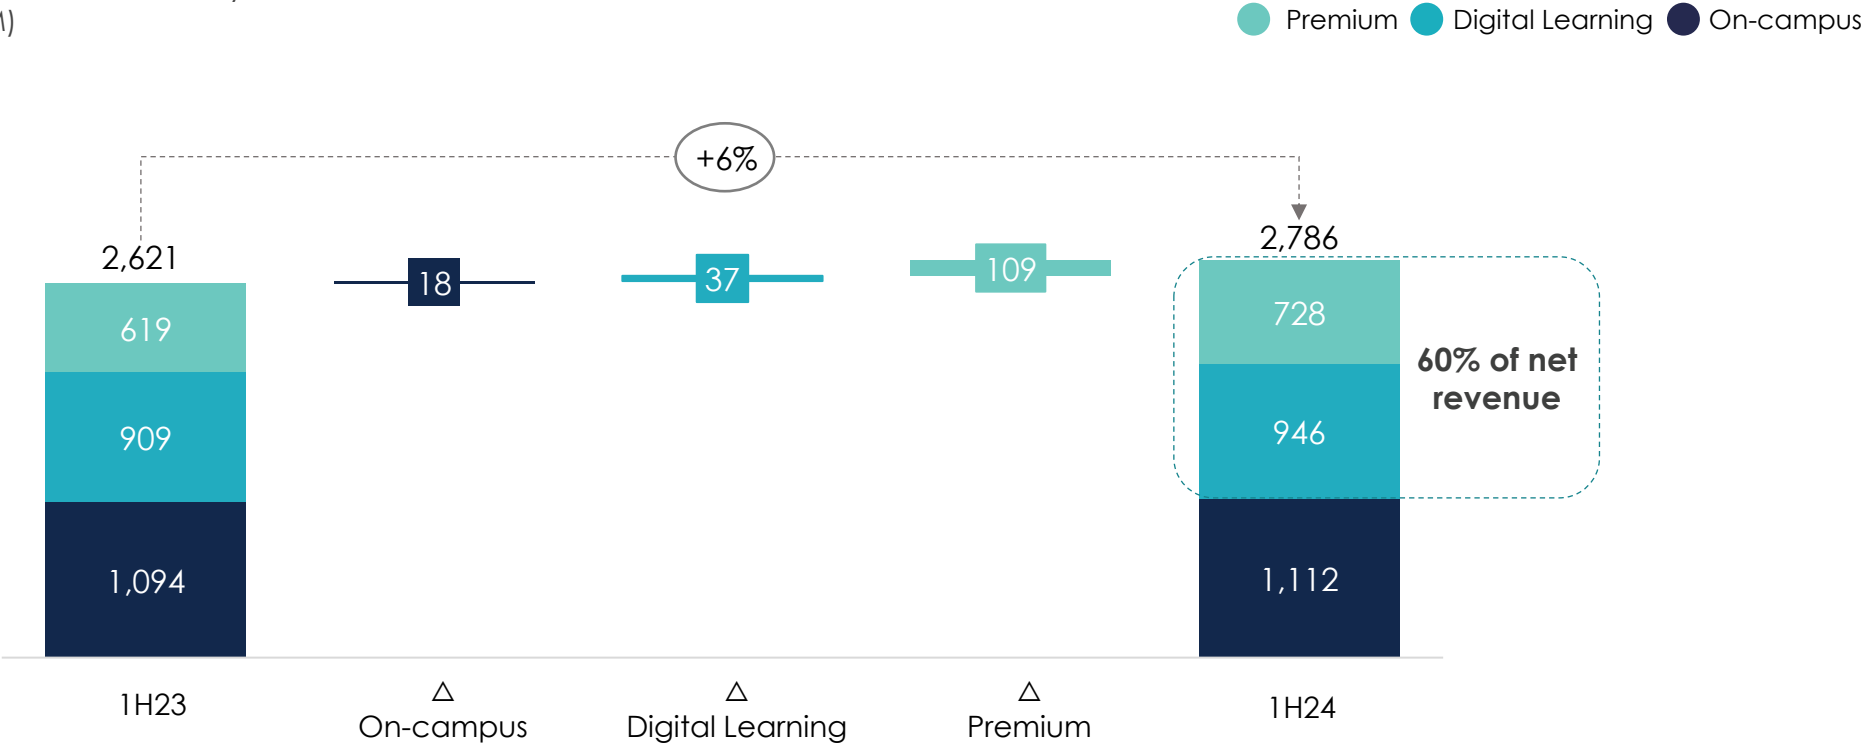 Premium Digital Learning On-campus
+6%
2,621
18
37
109
2,786
619
909
1,094
728
946
1,112
60% of net
revenue
1H23
△
On-campus
△
Digital Learning
△
Premium
1H24